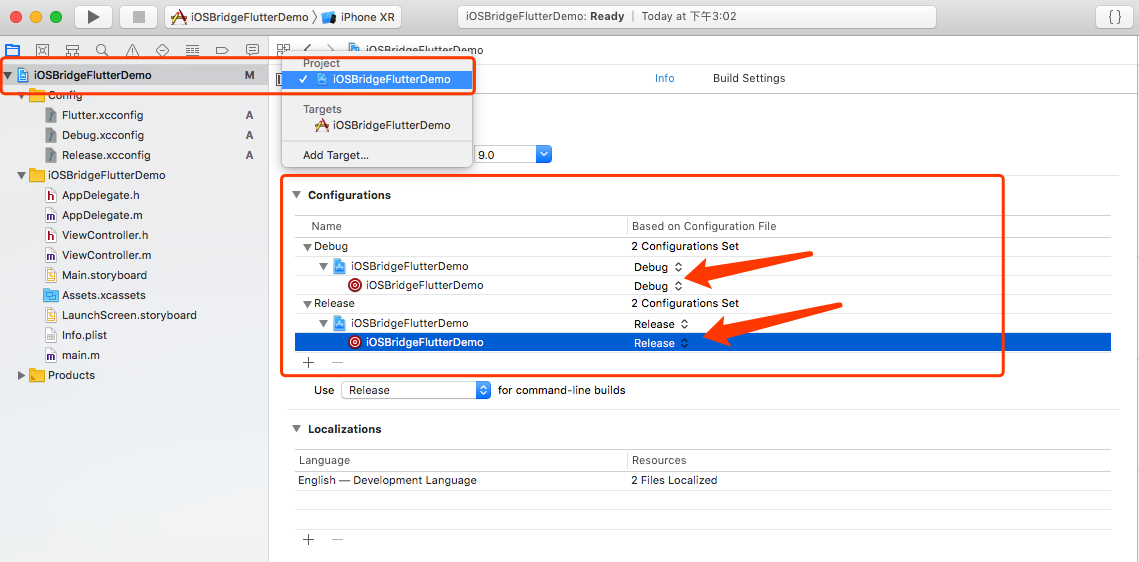 iOSBridgeFlutterDemo iPhone XR
iOSBridgeFlutterDemo: Ready Today at 下午3:02
{ }
iOSBridgeFlutterDemo
iOSBridgeFlutterDemo M
Project
iOSBridgeFlutterDemo
Info Build Settings
Config
Targets
Flutter.xcconfig A
iOSBridgeFlutterDemo
Debug.xcconfig A
Release.xcconfig A
Add Target...
9.0
iOSBridgeFlutterDemo
AppDelegate.h
Configurations
AppDelegate.m
Name Based on Configuration File
ViewController.h
Debug 2 Configurations Set
ViewController.m
iOSBridgeFlutterDemo Debug
Main.storyboard
iOSBridgeFlutterDemo Debug
Assets.xcassets
Release 2 Configurations Set
LaunchScreen.storyboard
iOSBridgeFlutterDemo Release
Info.plist
iOSBridgeFlutterDemo Release
main.m
Products
Use Release for command-line builds
Localizations
Language Resources
English — Development Language 2 Files Localized